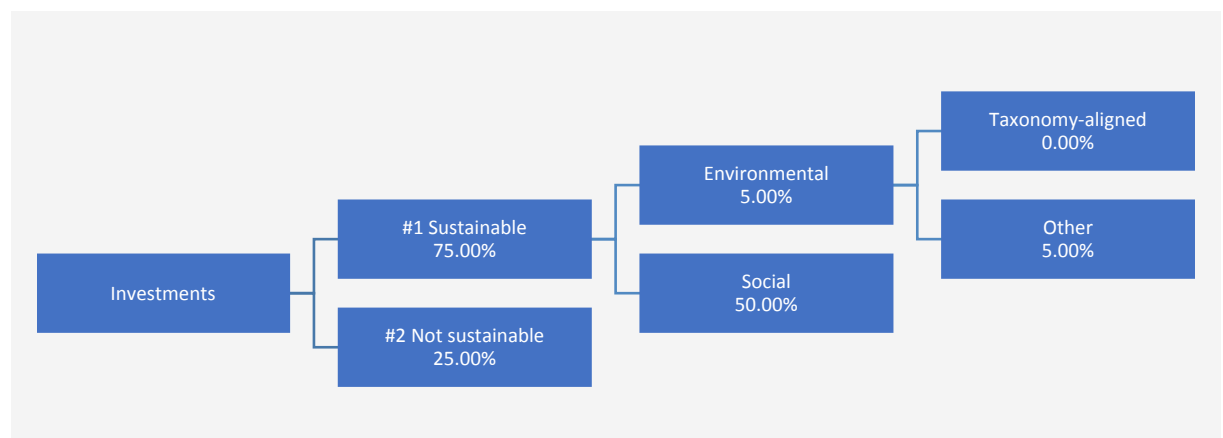 Investments
#1 Sustainable
75.00%
#2 Not sustainable
25.00%
Environmental
5.00%
Social
50.00%
Taxonomy-aligned
0.00%
Other
5.00%